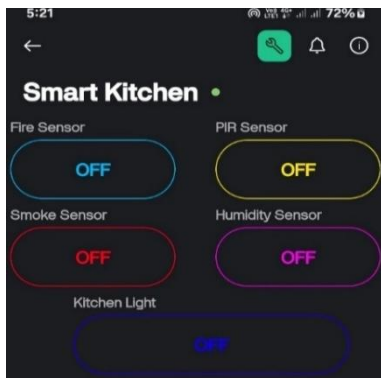 5:21 72%
Smart Kitchen
Fire Sensor PIR Sensor
OFF OFF
Smoke Sensor Humidity Sensor
OFF OFF
Kitchen Light
OFF